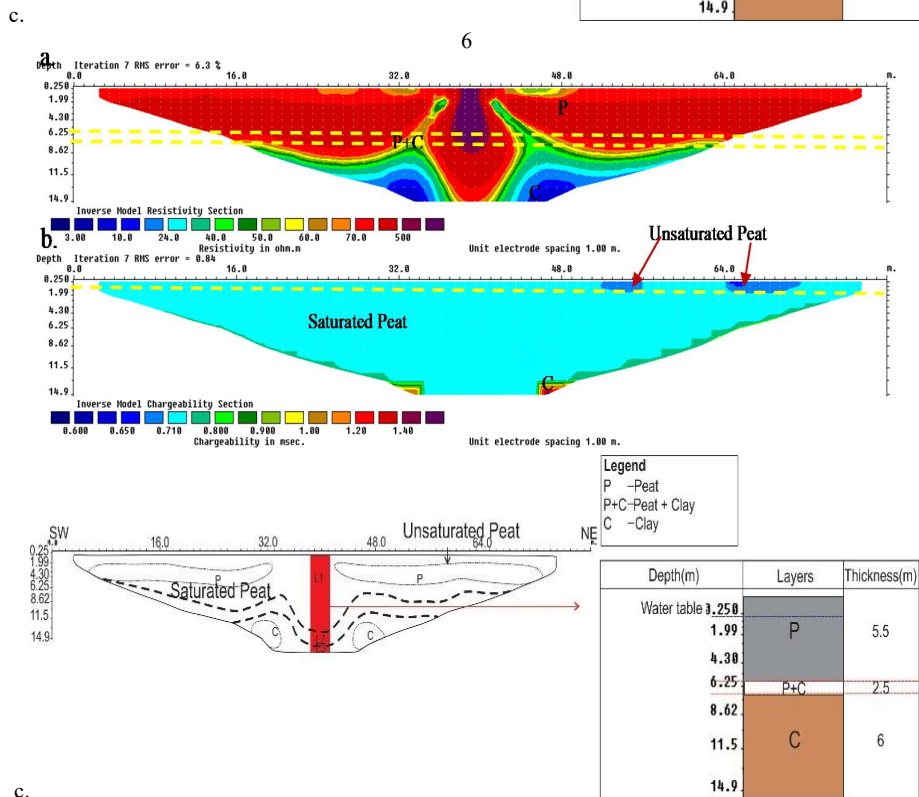 c.
14.9
6
a
Depth Iteration 7 RMS error = 6.3 %
0.0 16.0 32.0 48.0 64.0 m.
0.250
1.99
4.30
6.25
8.62
11.5
14.9
P
P+C
C
Inverse Model Resistivity Section
3.00 10.0 24.0 40.0 50.0 60.0 70.0 500
Resistivity in ohm.m
Unit electrode spacing 1.00 m.
b.
Unsaturated Peat
Depth Iteration 7 RMS error = 0.84
0.0 16.0 32.0 48.0 64.0 m.
0.250
1.99
4.30
6.25
8.62
11.5
14.9
Saturated Peat
C
Inverse Model Chargeability Section
0.600 0.650 0.710 0.800 0.900 1.00 1.20 1.40
Chargeability in msec.
Unit electrode spacing 1.00 m.
Legend
P –Peat
P+C–Peat + Clay
C –Clay
SW Unsaturated Peat NE
16.0 32.0 48.0 64.0 m.
0.25
1.99
4.30
6.25
8.62
11.5
14.9
P
L1
P
Saturated Peat
C
C
Depth(m) Layers Thickness(m)
Water table
1.99 P 5.5
4.30
6.25 P+C 2.5
8.62
11.5 C 6
14.9
c.